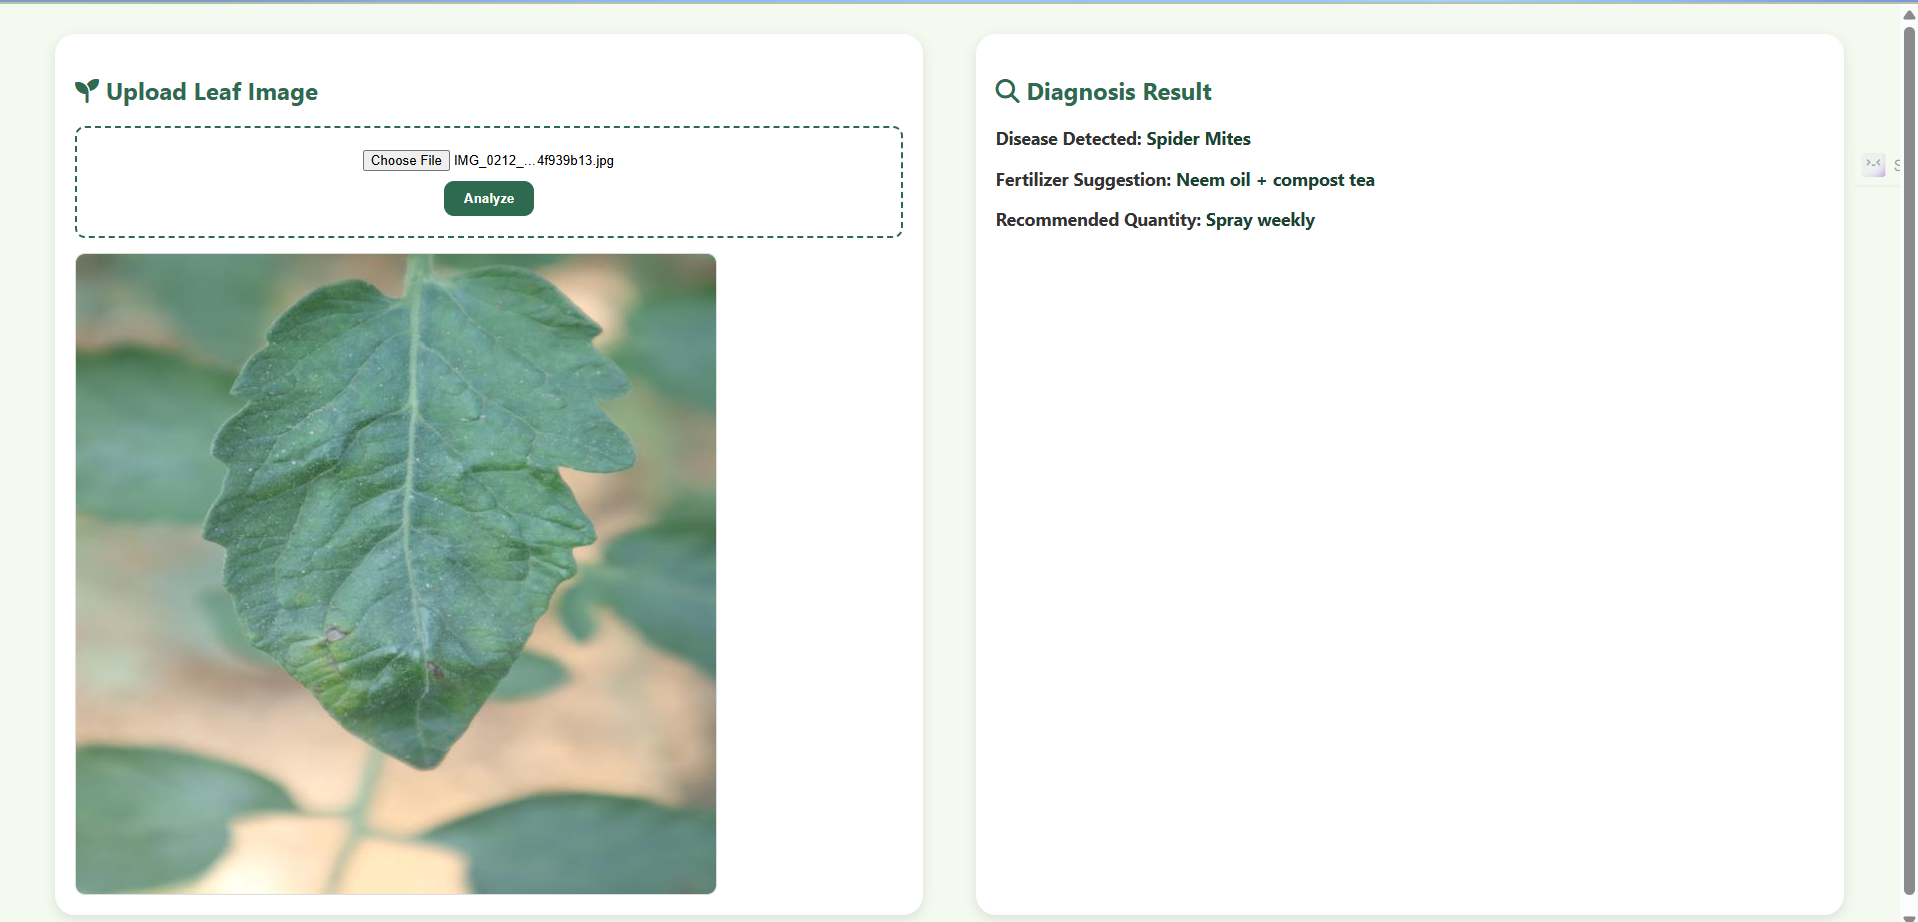 Upload Leaf Image
Choose File IMG_0212_...4f939b13.jpg
Analyze
Diagnosis Result
Disease Detected: Spider Mites
Fertilizer Suggestion: Neem oil + compost tea
Recommended Quantity: Spray weekly